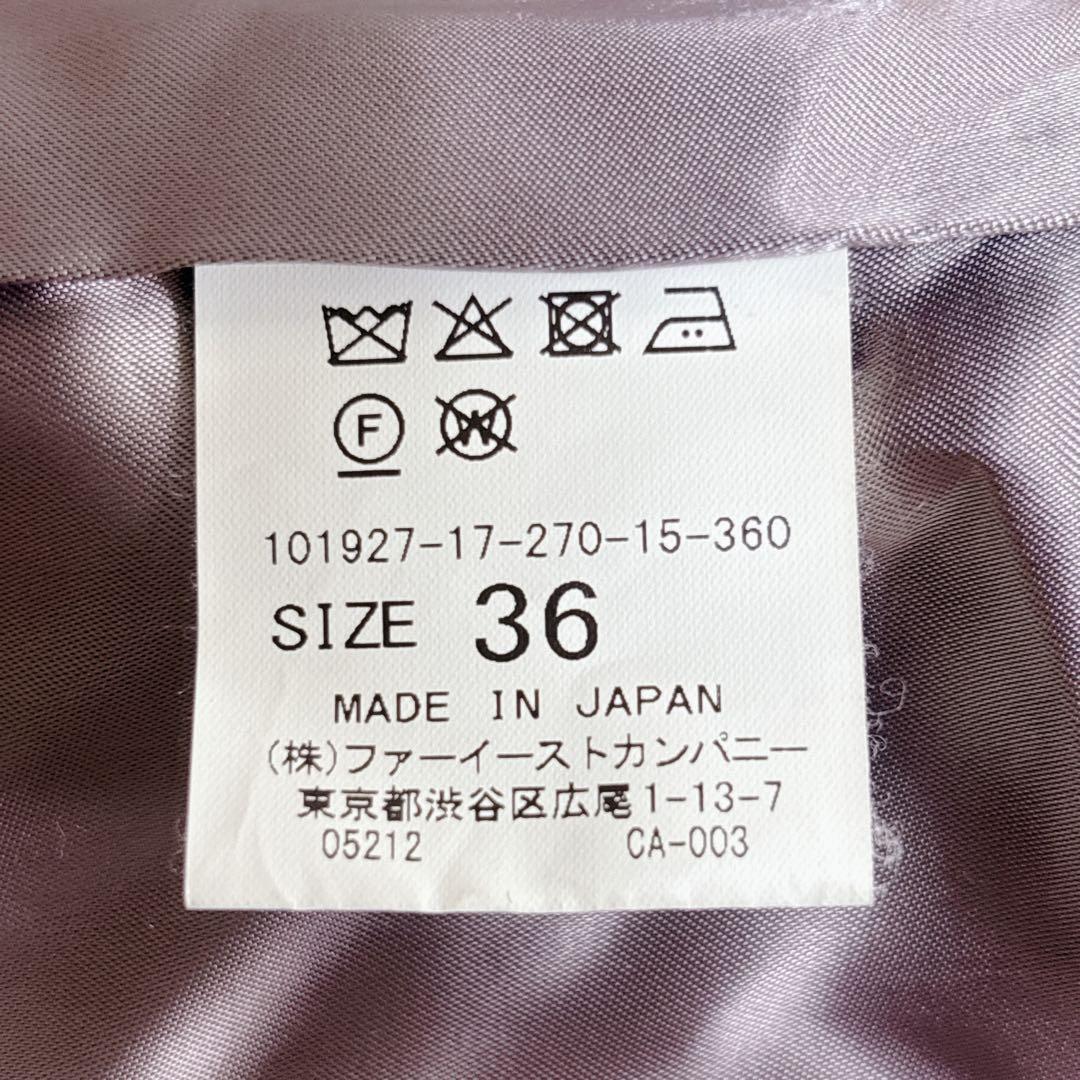 F W
101927-17-270-15-360
SIZE 36
MADE IN JAPAN
(株)ファーイーストカンパニー
東京都渋谷区広尾1-13-7
05212 CA-003